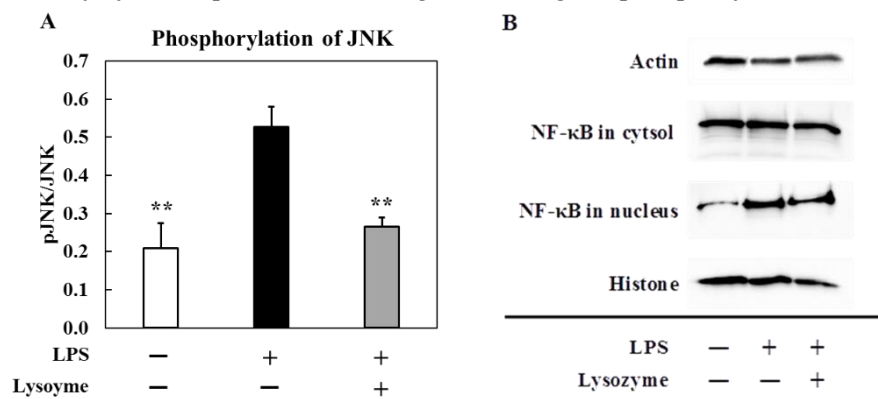 A
Phosphorylation of JNK
pJNK/JNK
0.7
0.6
0.5
0.4
0.3
0.2
0.1
0.0
**
**
LPS − + +
Lysoyme − − +
B
Actin
NF-κB in cytsol
NF-κB in nucleus
Histone
LPS − + +
Lysozyme − − +